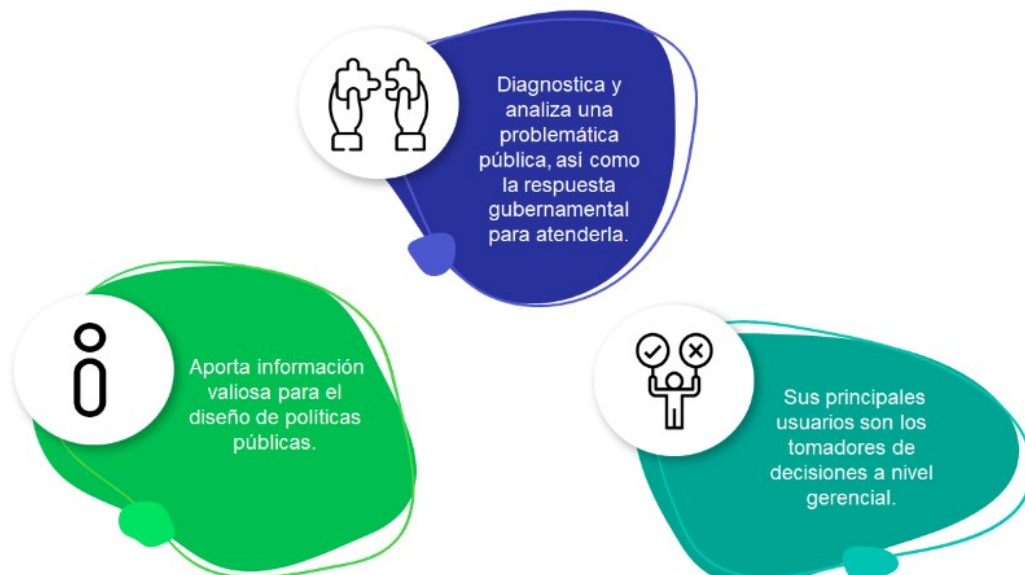 Diagnostica y
analiza una
problemática
pública, así como
la respuesta
gubernamental
para atenderla.
Aporta información
valiosa para el
diseño de políticas
públicas.
Sus principales
usuarios son los
tomadores de
decisiones a nivel
gerencial.